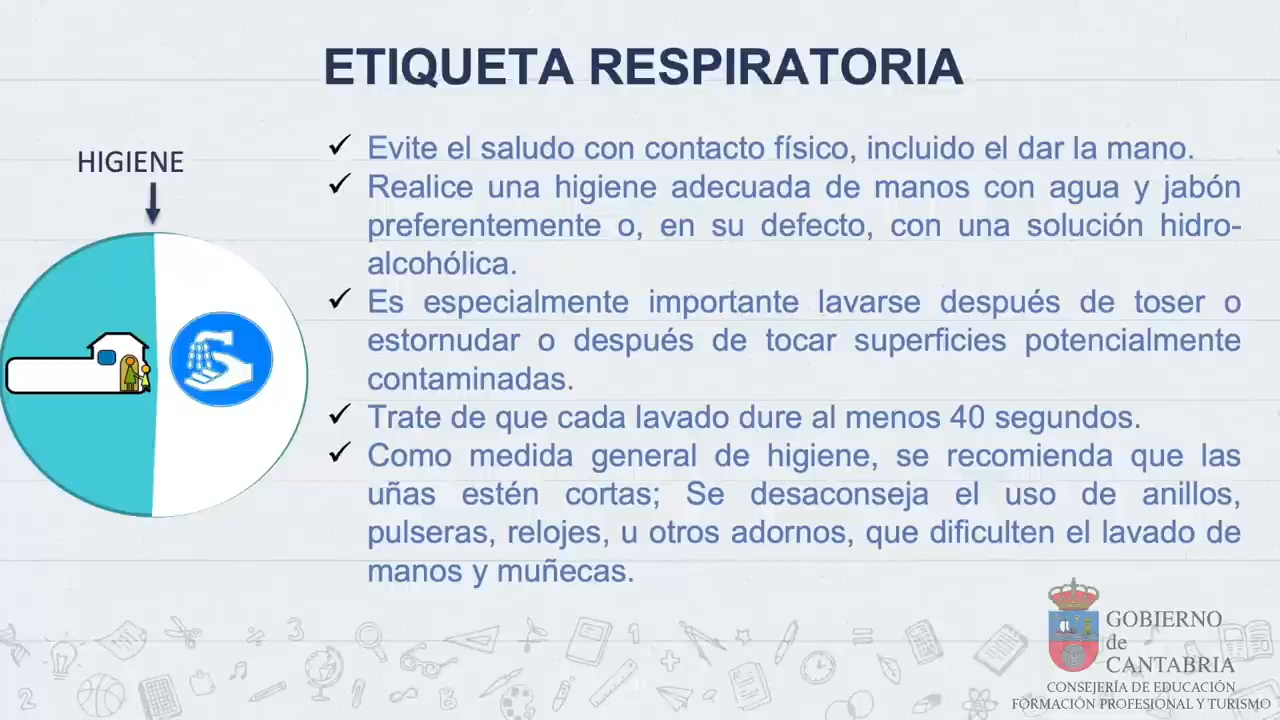 ETIQUETA RESPIRATORIA
HIGIENE
✓ Evite el saludo con contacto físico, incluido el dar la mano.
✓ Realice una higiene adecuada de manos con agua y jabón
preferentemente o, en su defecto, con una solución hidro-
alcohólica.
✓ Es especialmente importante lavarse después de toser o
estornudar o después de tocar superficies potencialmente
contaminadas.
✓ Trate de que cada lavado dure al menos 40 segundos.
✓ Como medida general de higiene, se recomienda que las
uñas estén cortas; Se desaconseja el uso de anillos,
pulseras, relojes, u otros adornos, que dificulten el lavado de
manos y muñecas.
GOBIERNO
de
CANTABRIA
CONSEJERÍA DE EDUCACIÓN
FORMACIÓN PROFESIONAL Y TURISMO